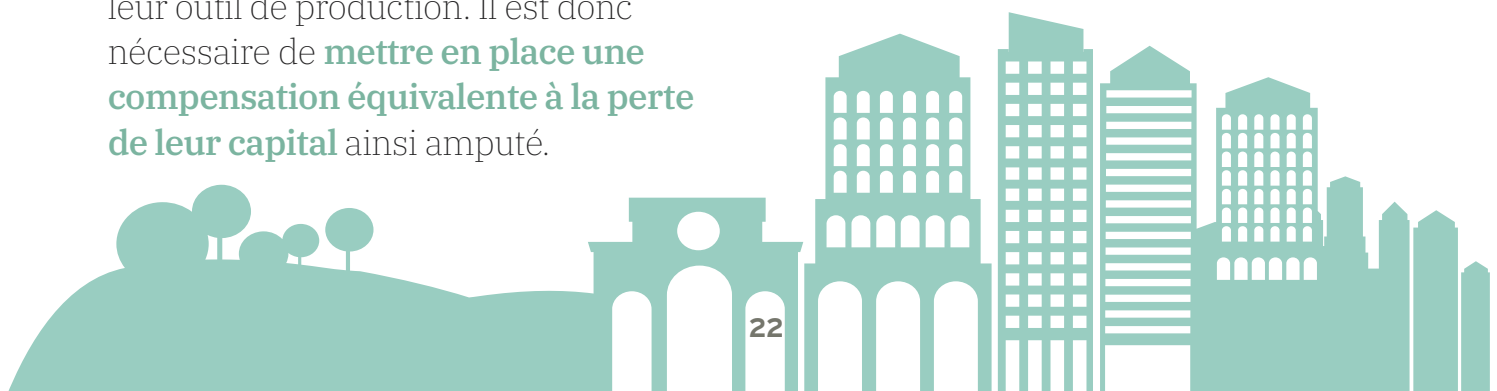 leur outil de production. Il est donc
nécessaire de mettre en place une
compensation équivalente à la perte
de leur capital ainsi amputé.
22